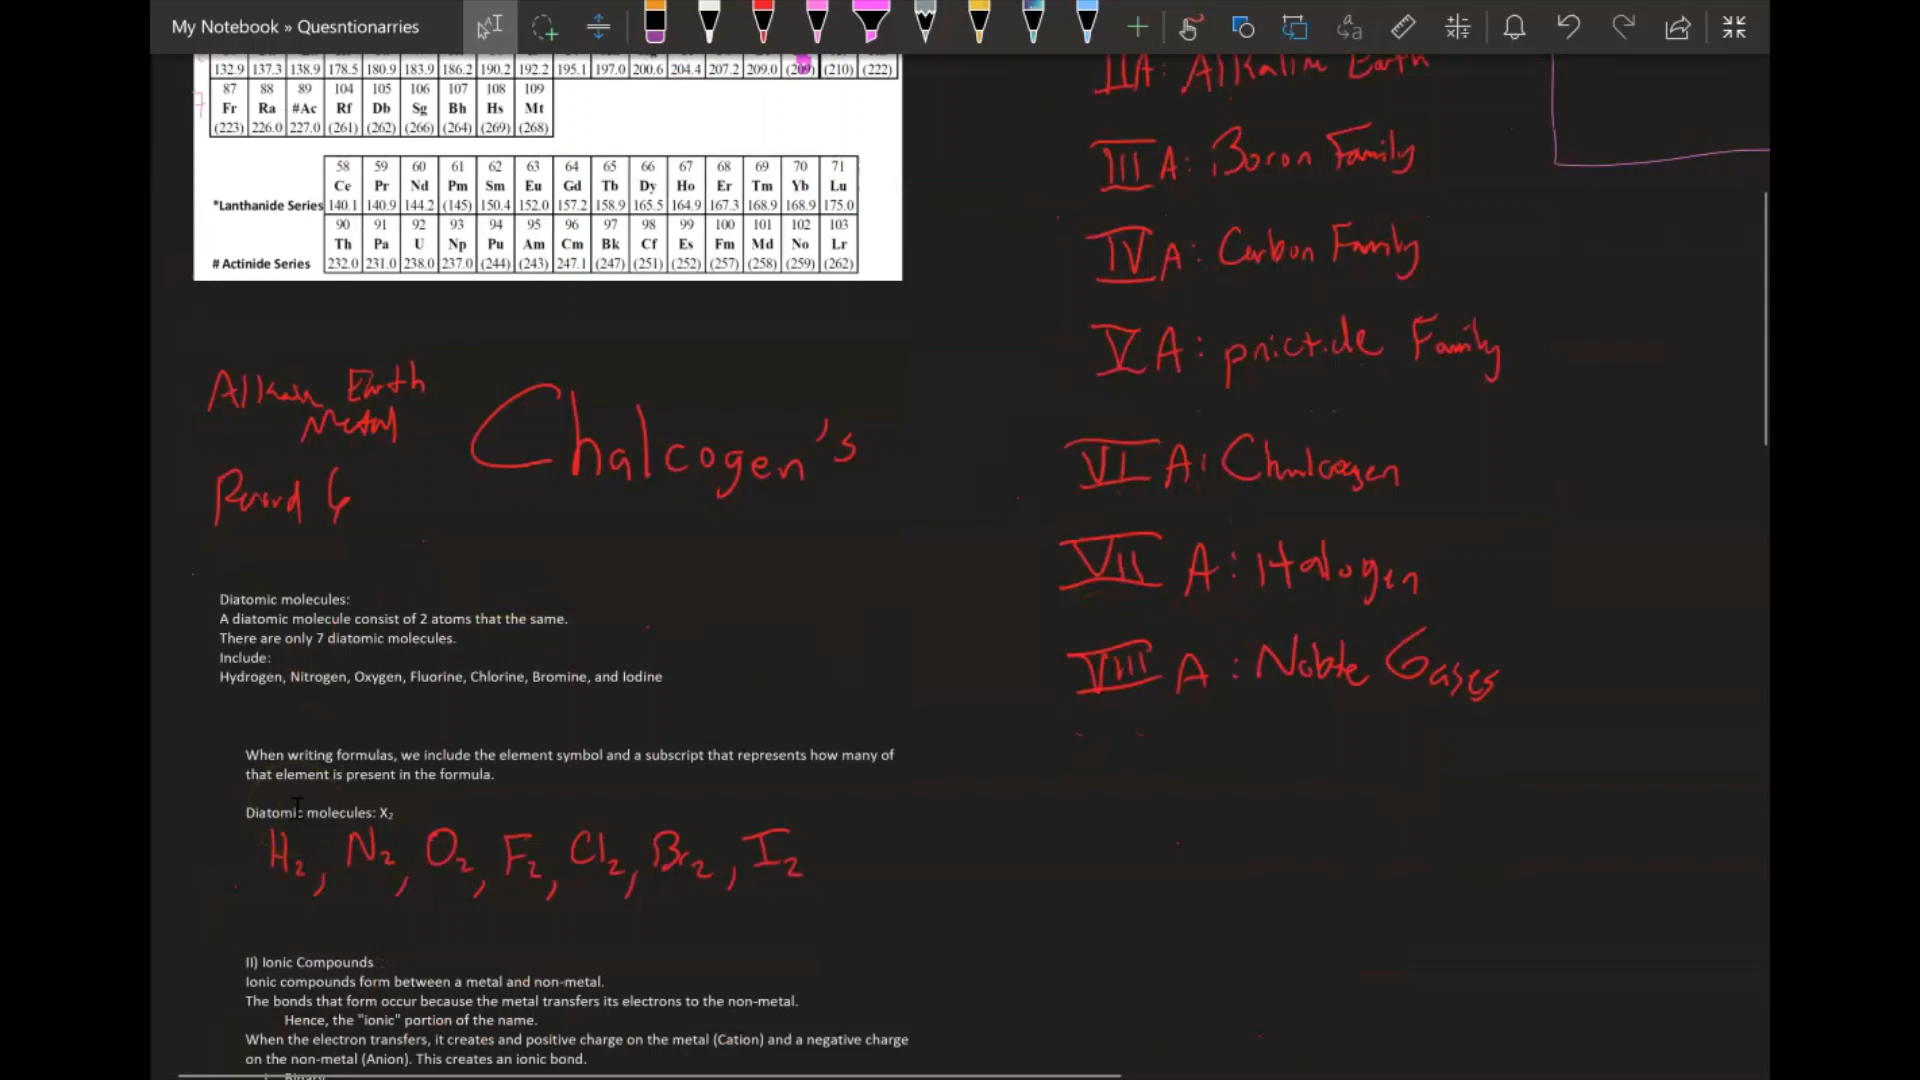 My Notebook » Quesntionarries
132.9 137.3 138.9 178.5 180.9 183.9 186.2 190.2 192.2 195.1 197.0 200.6 204.4 207.2 209.0 (209) (210) (222)
7
87 88 89 104 105 106 107 108 109
Fr Ra #Ac Rf Db Sg Bh Hs Mt
(223) 226.0 227.0 (261) (262) (266) (264) (269) (268)
58 59 60 61 62 63 64 65 66 67 68 69 70 71
Ce Pr Nd Pm Sm Eu Gd Tb Dy Ho Er Tm Yb Lu
*Lanthanide Series 140.1 140.9 144.2 (145) 150.4 152.0 157.2 158.9 165.5 164.9 167.3 168.9 168.9 175.0
90 91 92 93 94 95 96 97 98 99 100 101 102 103
Th Pa U Np Pu Am Cm Bk Cf Es Fm Md No Lr
# Actinide Series 232.0 231.0 238.0 237.0 (244) (243) 247.1 (247) (251) (252) (257) (258) (259) (262)
Earth
Metal
6
Chalcogen's
IIA: Earth
III A: Boron Family
IV A: Carbon Family
V A: Family
VI A: Chalcogen
VII A: Halogen
VIII A: Noble Gases
Diatomic molecules:
A diatomic molecule consist of 2 atoms that the same.
There are only 7 diatomic molecules.
Include:
Hydrogen, Nitrogen, Oxygen, Fluorine, Chlorine, Bromine, and Iodine
When writing formulas, we include the element symbol and a subscript that represents how many of
that element is present in the formula.
Diatomic molecules: X₂
H₂, N₂, O₂, F₂, Cl₂, Br₂, I₂
II) Ionic Compounds
Ionic compounds form between a metal and non-metal.
The bonds that form occur because the metal transfers its electrons to the non-metal.
Hence, the "ionic" portion of the name.
When the electron transfers, it creates and positive charge on the metal (Cation) and a negative charge
on the non-metal (Anion). This creates an ionic bond.